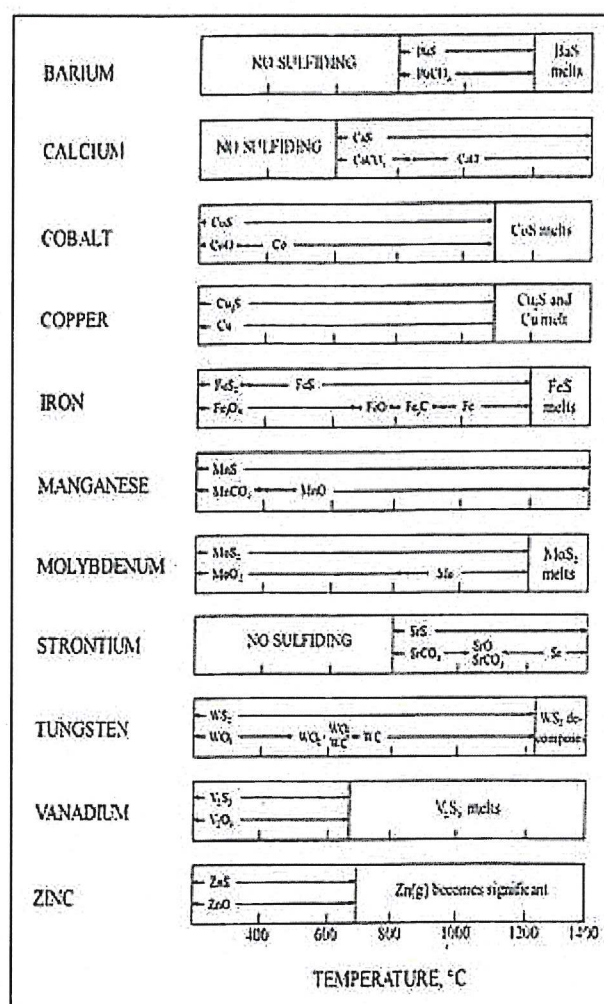 BARIUM
NO SULFIDING
BaS
BaCO₃
BaS
melts
CALCIUM
NO SULFIDING
CaS
CaCO₃ CaO
COBALT
CoS
CoO Co
CoS melts
COPPER
Cu₂S
Cu
Cu₂S and
Cu melt
IRON
FeS₂ FeS
Fe₃O₄ FeO Fe₃C Fe
FeS
melts
MANGANESE
MnS
MnCO₃ MnO
MOLYBDENUM
MoS₂
MoO₂ Mo
MoS₂
melts
STRONTIUM
NO SULFIDING
SrS
SrCO₃ SrO
SrCO₃ Sr
TUNGSTEN
WS₂
WO₃ WO₂ WO₂
WC WC
WS₂ de-
composes
VANADIUM
V₂S₃
V₂O₃
V₂S₃ melts
ZINC
ZnS
ZnO
Zn(g) becomes significant
400 600 800 1000 1200 1400
TEMPERATURE, °C